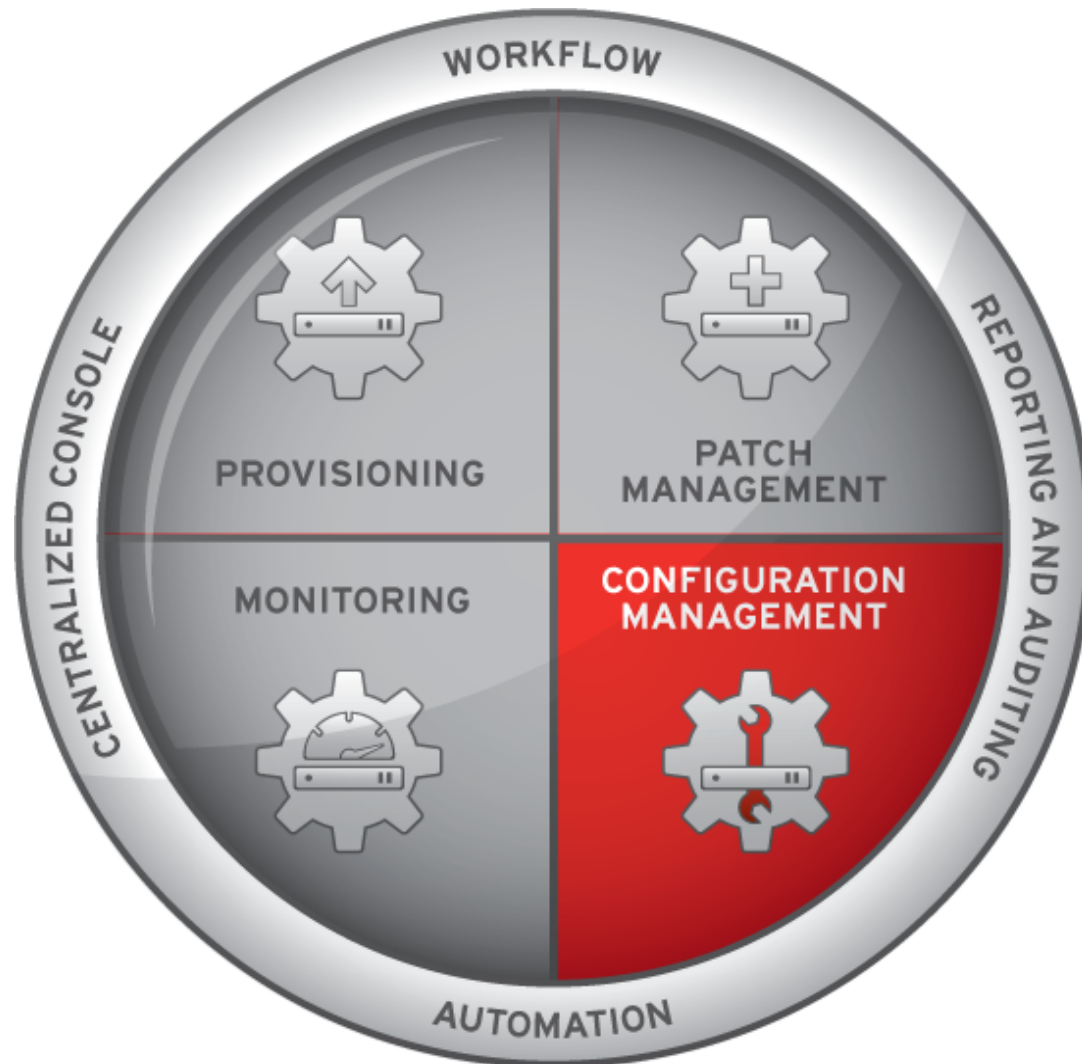 WORKFLOW
CENTRALIZED CONSOLE
REPORTING AND AUDITING
PROVISIONING
PATCH
MANAGEMENT
MONITORING
CONFIGURATION
MANAGEMENT
AUTOMATION